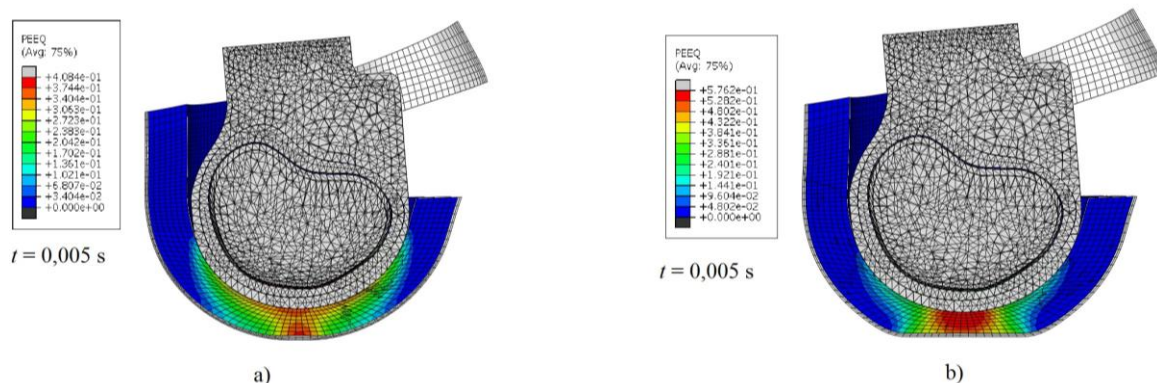 PEEQ
(Avg: 75%)
+4.084e-01
+3.744e-01
+3.404e-01
+3.063e-01
+2.723e-01
+2.383e-01
+2.042e-01
+1.702e-01
+1.361e-01
+1.021e-01
+6.807e-02
+3.404e-02
+0.000e+00
t = 0,005 s
a)
PEEQ
(Avg: 75%)
+5.762e-01
+5.282e-01
+4.802e-01
+4.322e-01
+3.841e-01
+3.361e-01
+2.881e-01
+2.401e-01
+1.921e-01
+1.441e-01
+9.604e-02
+4.802e-02
+0.000e+00
t = 0,005 s
b)